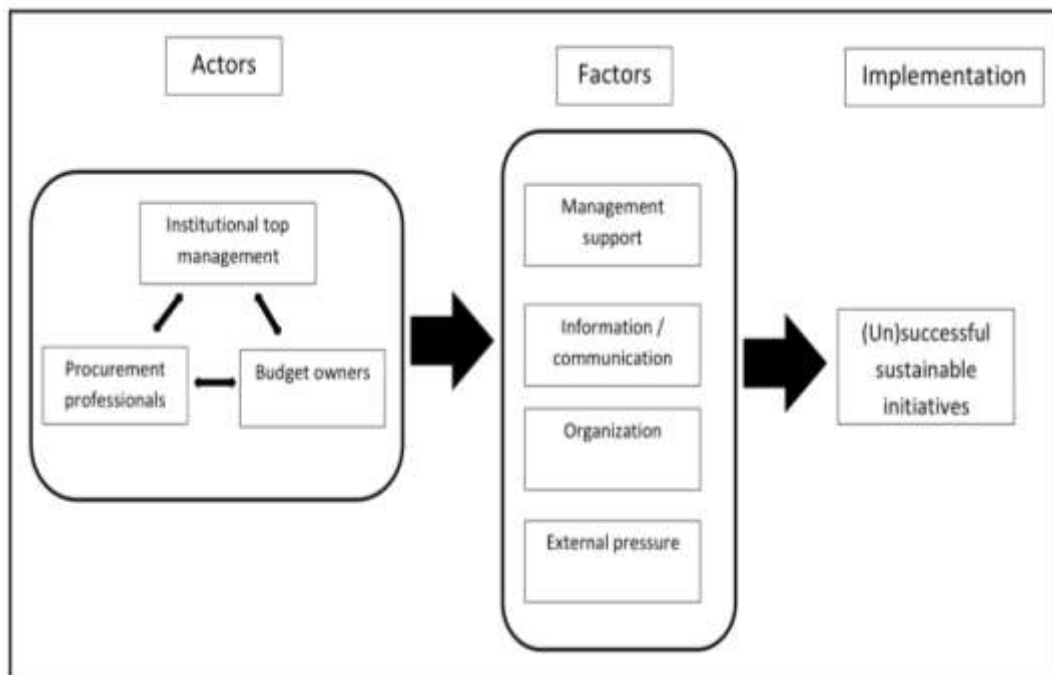 Actors
Factors
Implementation
Institutional top
management
Procurement
professionals
Budget owners
Management
support
Information /
communication
Organization
External pressure
(Un)successful
sustainable
initiatives